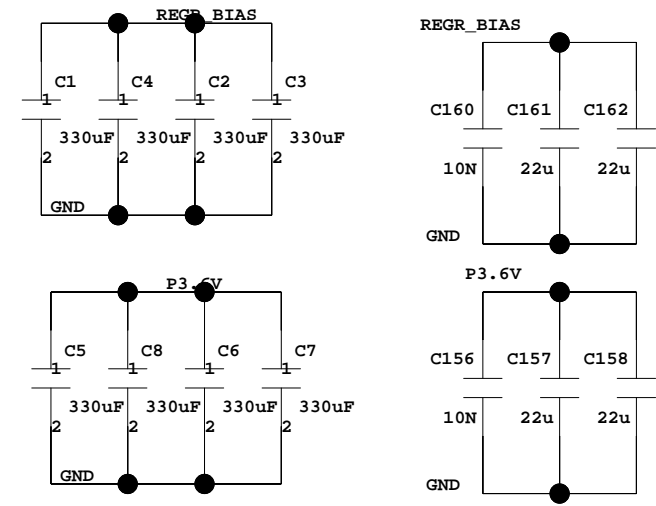 REGR_BIAS
C1 C4 C2 C3
1 1 1 1
330uF 330uF 330uF 330uF
2 2 2 2
GND
REGR_BIAS
C160 C161 C162
10N 22u 22u
GND
P3.6V
C5 C8 C6 C7
1 1 1 1
330uF 330uF 330uF 330uF
2 2 2 2
GND
P3.6V
C156 C157 C158
10N 22u 22u
GND